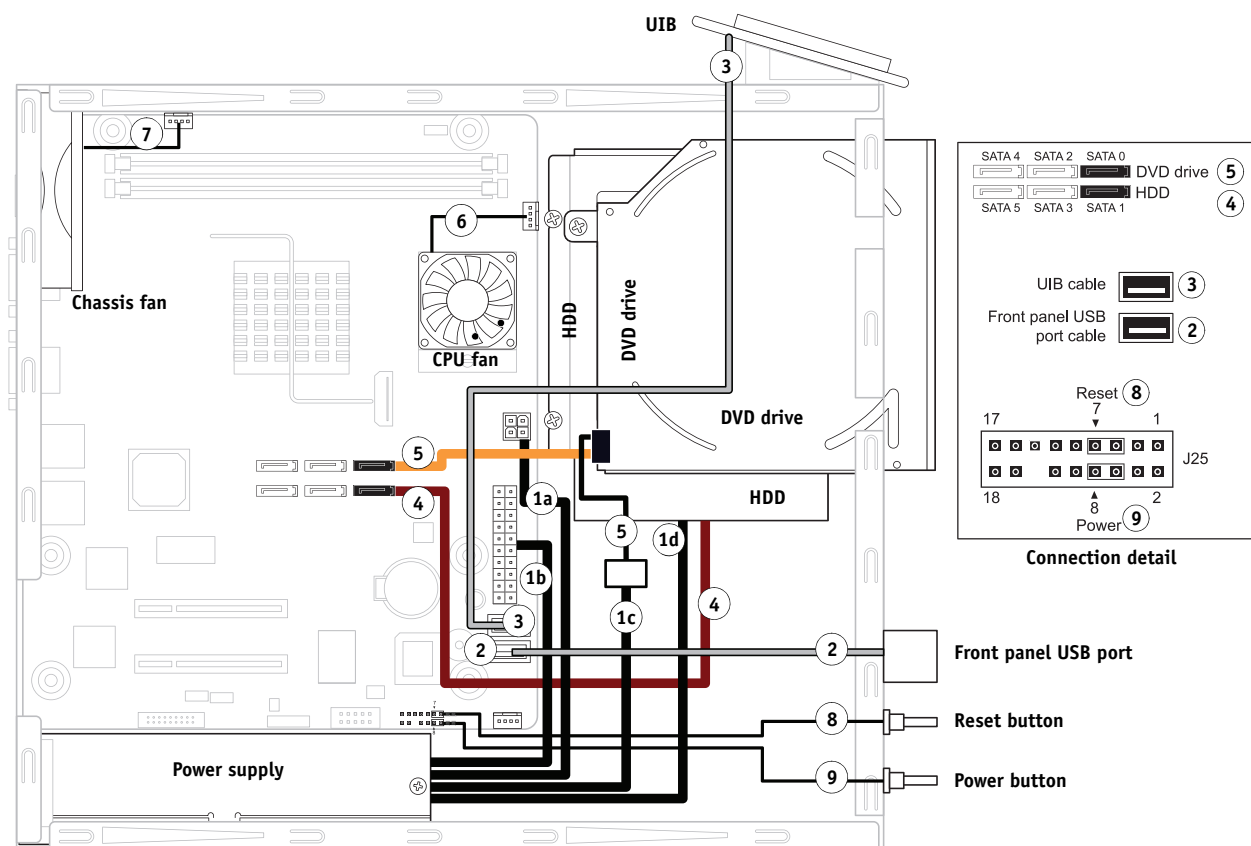 UIB
3
7
6
Chassis fan
CPU fan
HDD
DVD drive
DVD drive
HDD
5
4
1a
1b
5
1d
1c
4
3
2
2
8
9
Power supply
Front panel USB port
Reset button
Power button
SATA 4 SATA 2 SATA 0
DVD drive 5
HDD 4
SATA 5 SATA 3 SATA 1
UIB cable 3
Front panel USB
port cable 2
Reset 8
17 7 1
J25
18 8 2
Power 9
Connection detail